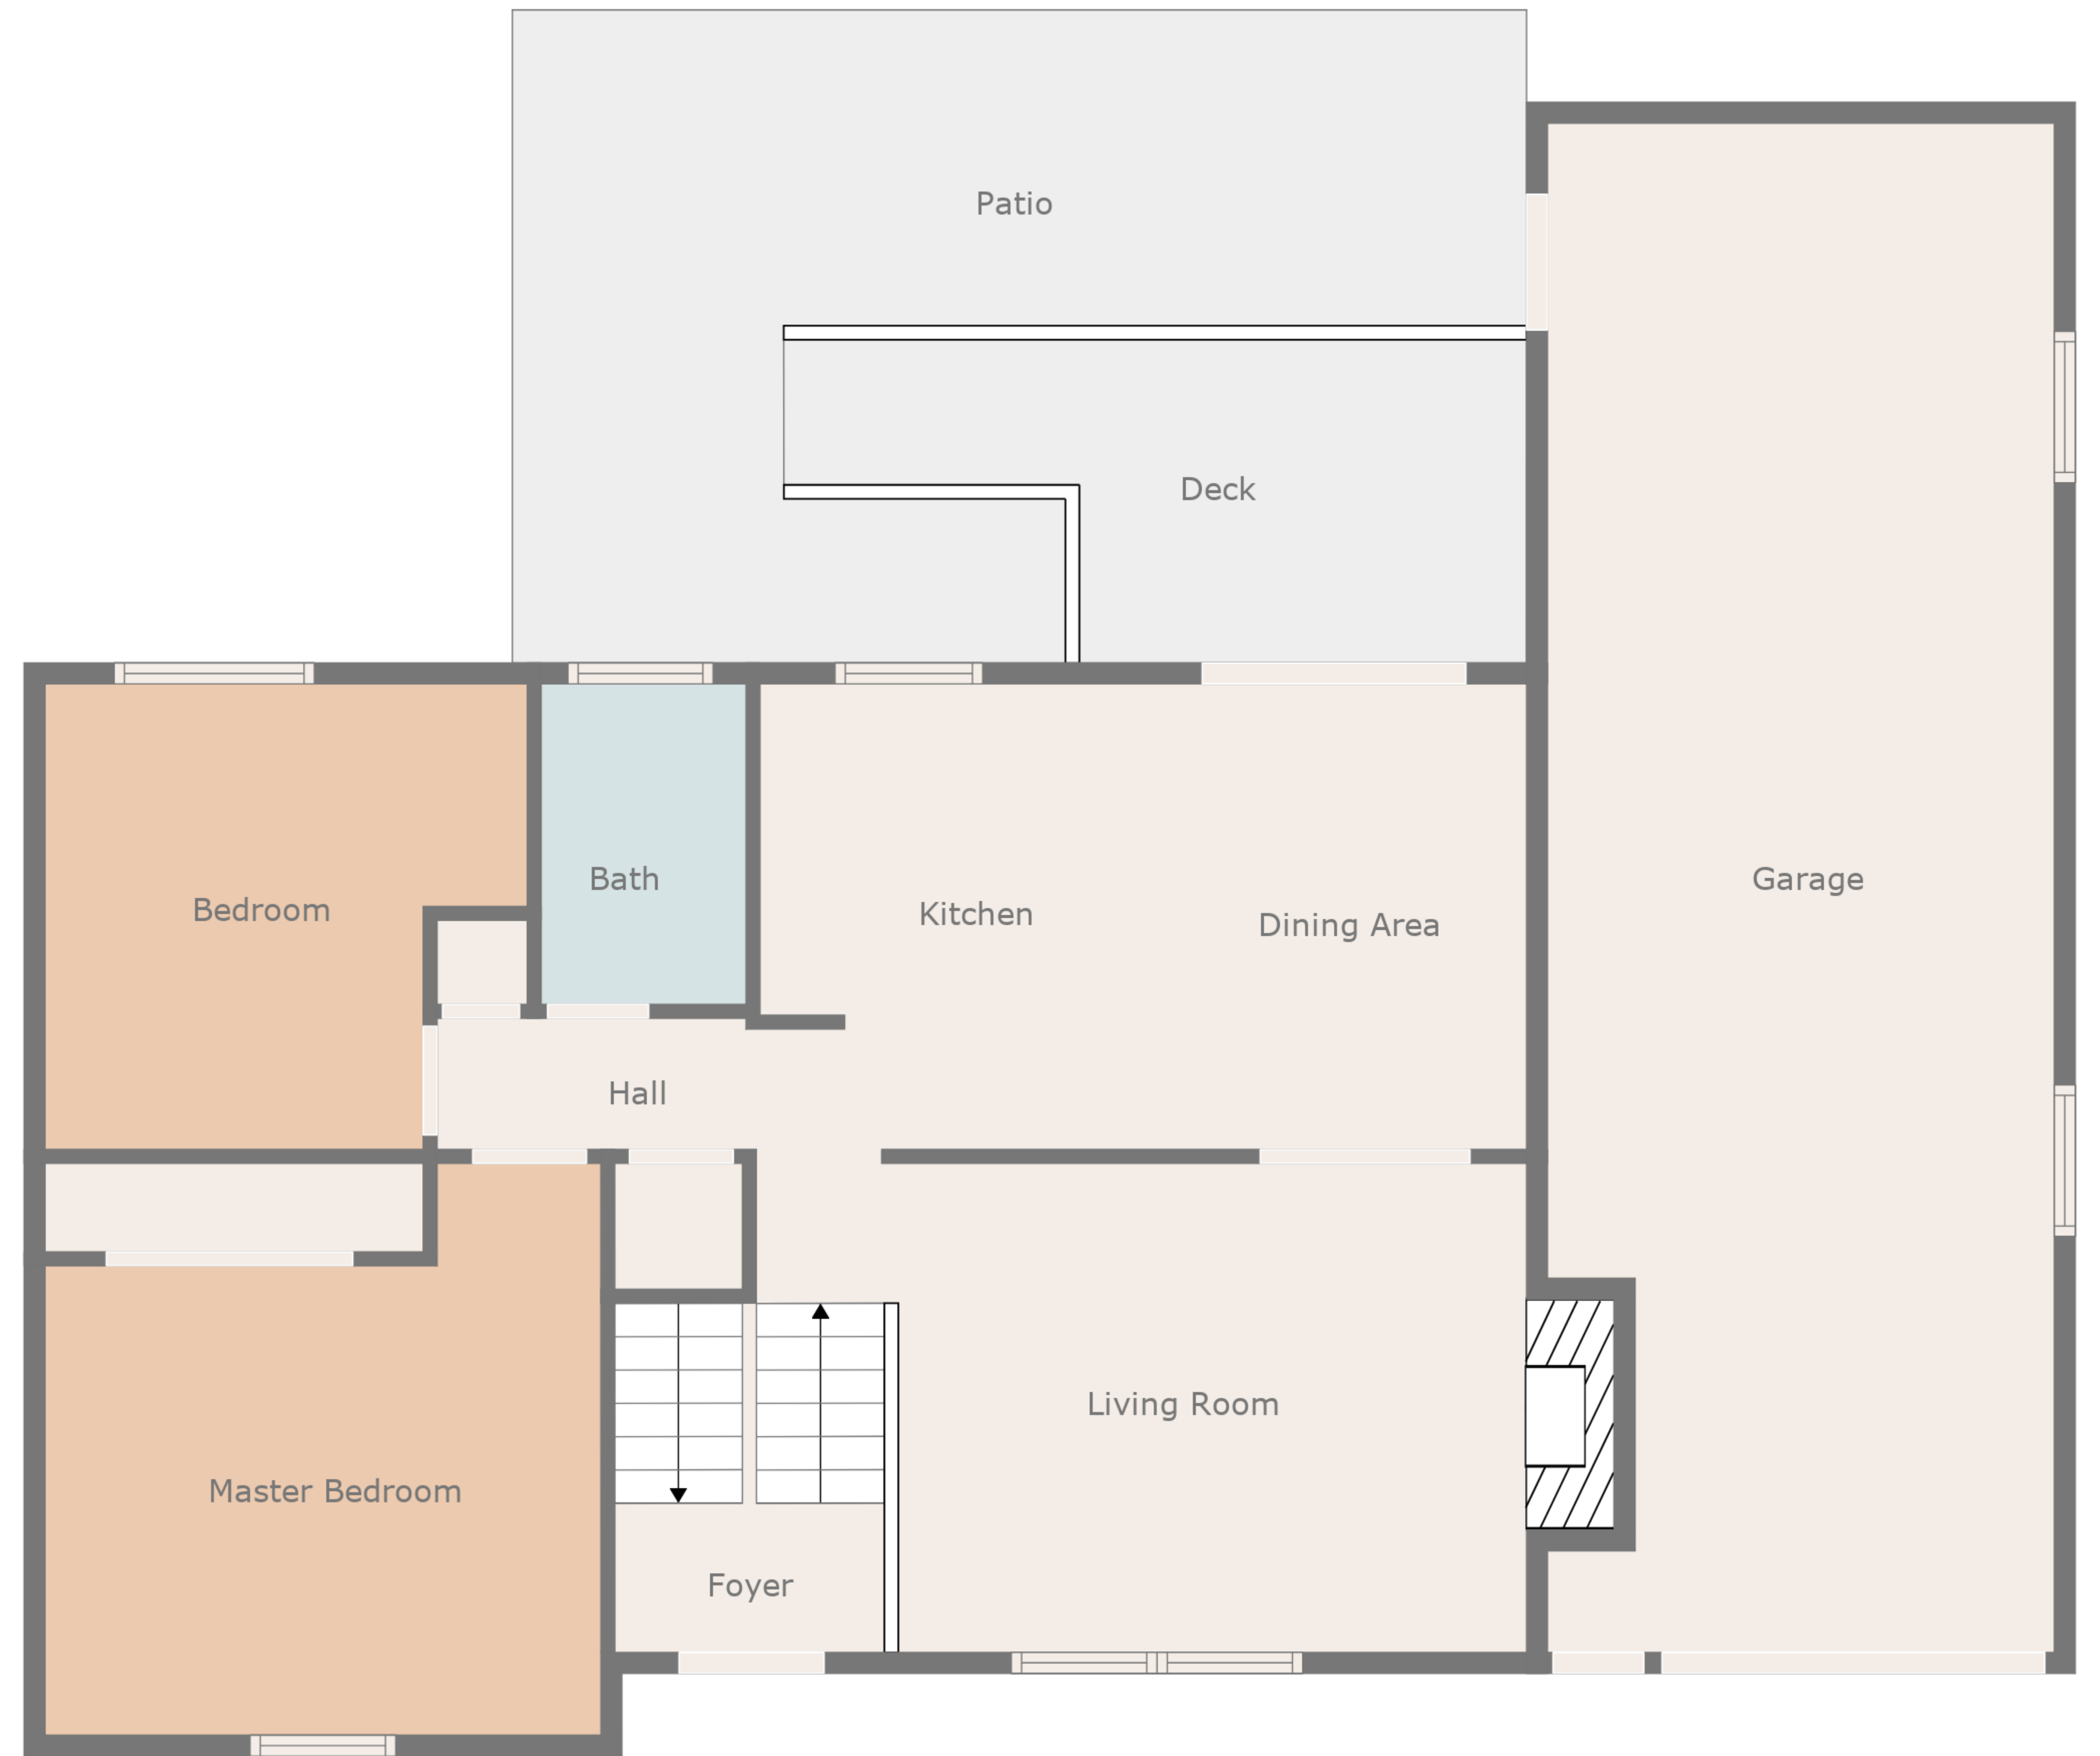 Patio
Deck
Bath
Garage
Bedroom
Kitchen
Dining Area
Hall
Living Room
Master Bedroom
Foyer